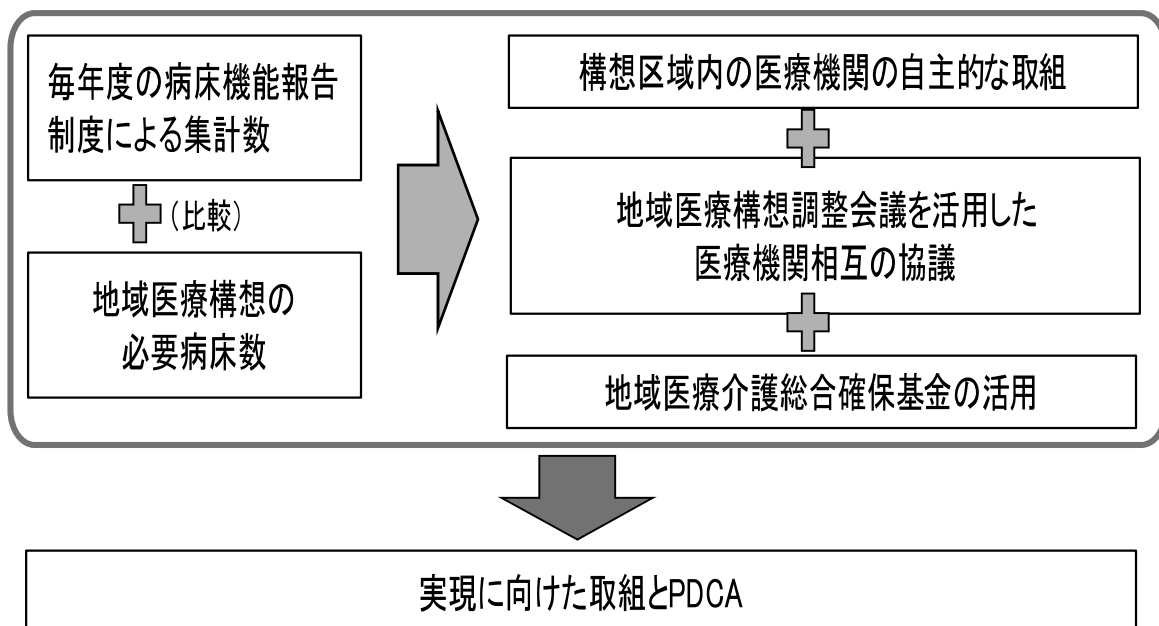 毎年度の病床機能報告
制度による集計数
（比較）
地域医療構想の
必要病床数
構想区域内の医療機関の自主的な取組
地域医療構想調整会議を活用した
医療機関相互の協議
地域医療介護総合確保基金の活用
実現に向けた取組とPDCA